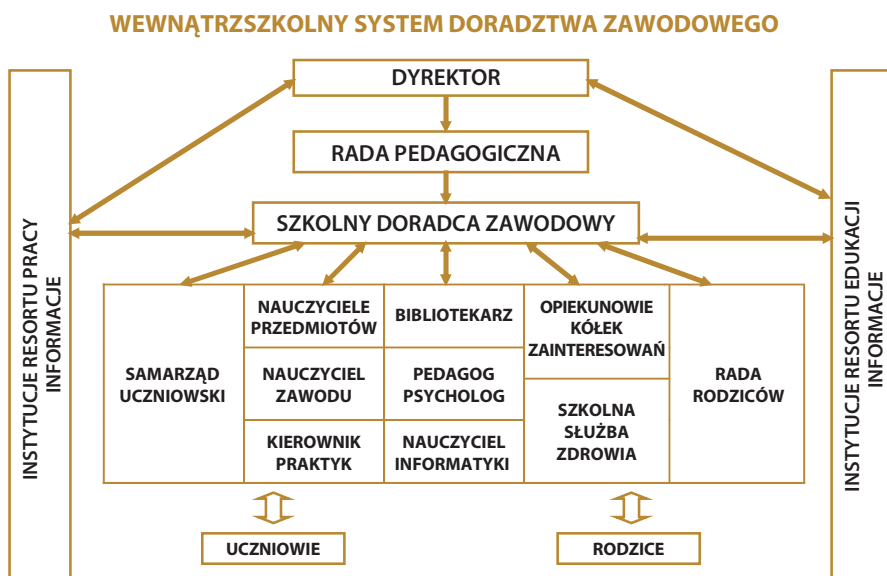 WEWNĄTRZSZKOLNY SYSTEM DORADZTWA ZAWODOWEGO
DYREKTOR
RADA PEDAGOGICZNA
SZKOLNY DORADCA ZAWODOWY
INSTYTUCJE RESORTU PRACY
INFORMACJE
SAMARZĄD
UCZNIOWSKI
NAUCZYCIELE
PRZEDMIOTÓW
NAUCZYCIEL
ZAWODU
KIEROWNIK
PRAKTYK
BIBLIOTEKARZ
PEDAGOG
PSYCHOLOG
NAUCZYCIEL
INFORMATYKI
OPIEKUNOWIE
KÓŁEK
ZAINTERESOWAŃ
SZKOLNA
SŁUŻBA
ZDROWIA
RADA
RODZICÓW
INSTYTUCJE RESORTU EDUKACJI
INFORMACJE
UCZNIOWIE
RODZICE